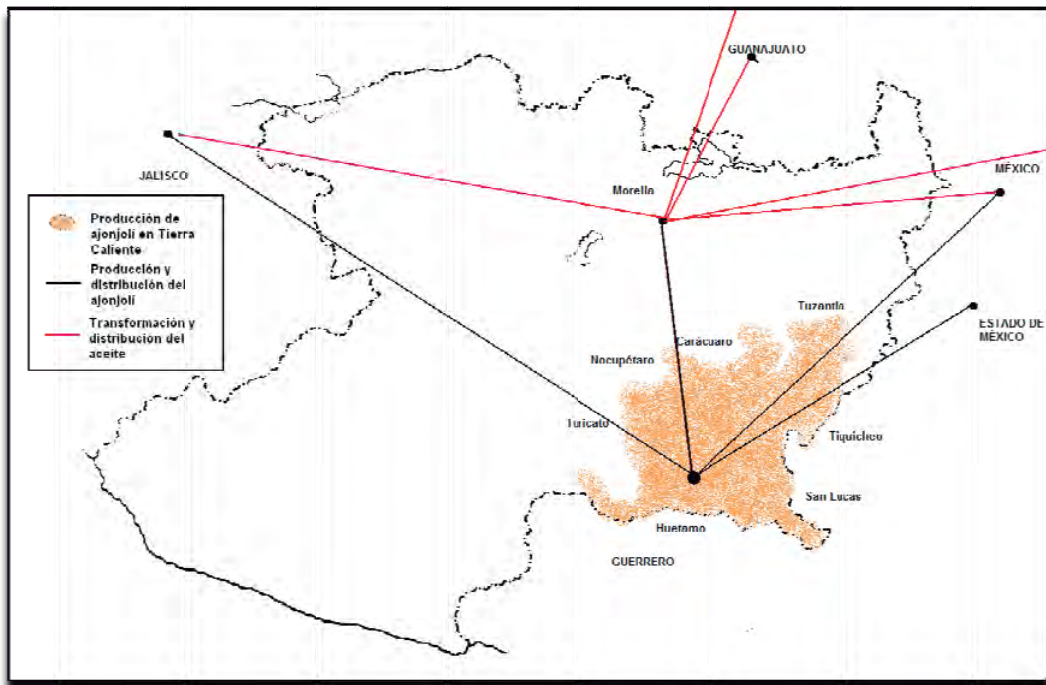 GUANAJUATO
JALISCO
MÉXICO
Morelia
Producción de
ajonjolí en Tierra
Caliente
Producción y
distribución del
ajonjolí
Transformación y
distribución del
aceite
Tuzantla
ESTADO DE
MÉXICO
Carácuaro
Nocupétaro
Turicato
Tiquicheo
San Lucas
Huetamo
GUERRERO